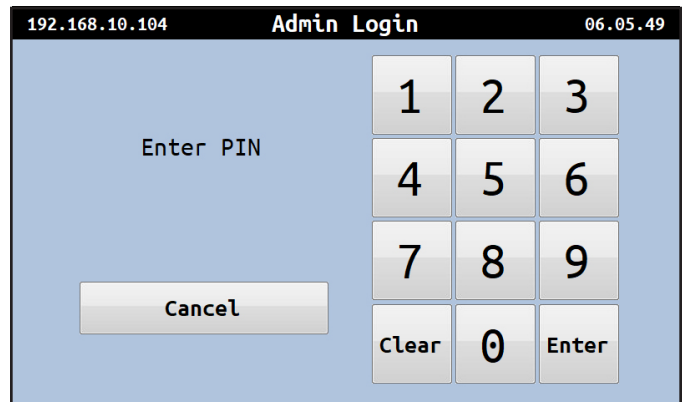 192.168.10.104 Admin Login 06.05.49
1 2 3
Enter PIN
4 5 6
7 8 9
Cancel
Clear 0 Enter